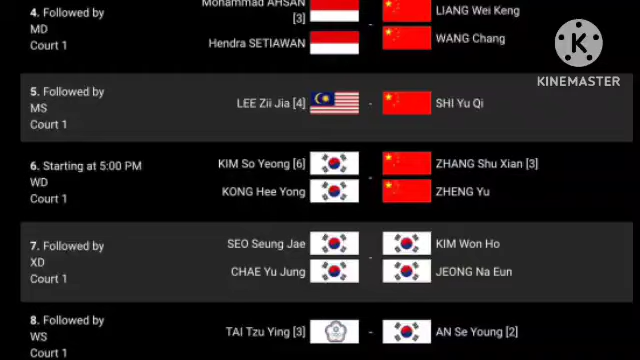 Mohammad AHSAN
[3]
Hendra SETIAWAN
4. Followed by
MD
Court 1
LIANG Wei Keng
WANG Chang
K
KINEMASTER
5. Followed by
MS
Court 1
LEE Zii Jia [4]
-
SHI Yu Qi
6. Starting at 5:00 PM
WD
Court 1
KIM So Yeong [6]
KONG Hee Yong
-
ZHANG Shu Xian [3]
ZHENG Yu
7. Followed by
XD
Court 1
SEO Seung Jae
CHAE Yu Jung
-
KIM Won Ho
JEONG Na Eun
8. Followed by
WS
Court 1
TAI Tzu Ying [3]
-
AN Se Young [2]